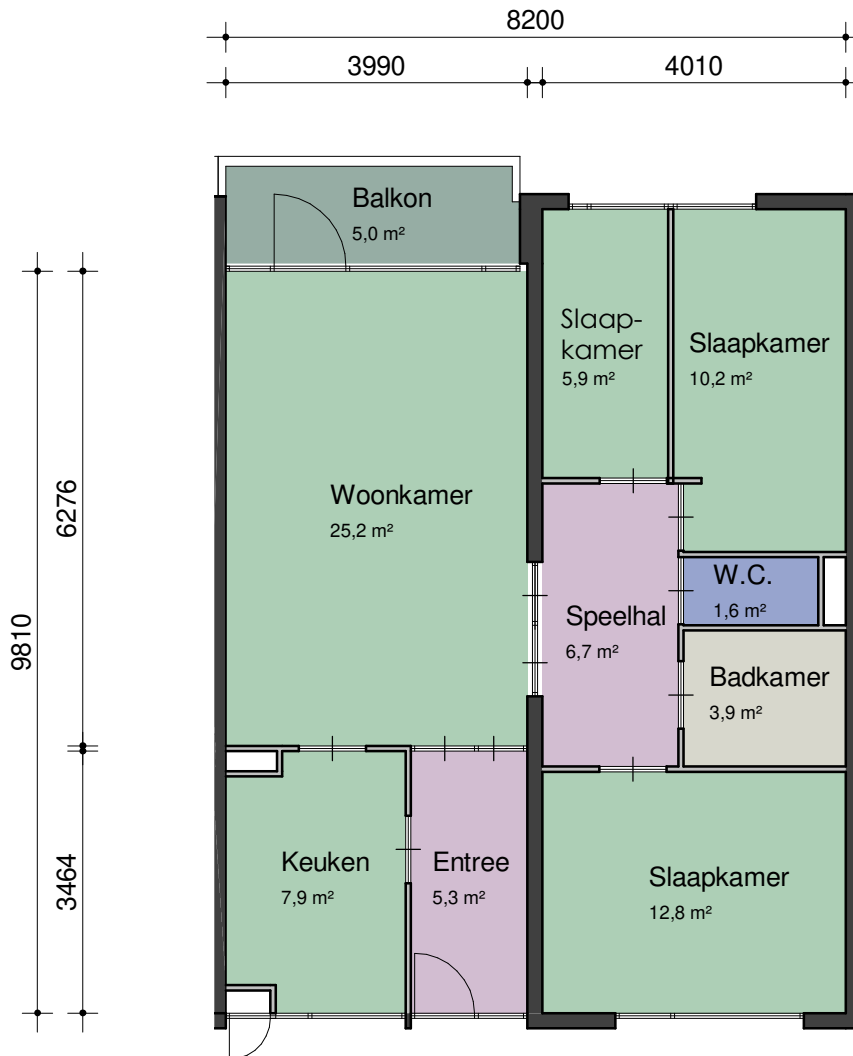 8200
3990
4010
Balkon
5,0 m²
Slaap-
kamer
5,9 m²
Slaapkamer
10,2 m²
Woonkamer
25,2 m²
6276
9810
W.C.
1,6 m²
Speelhal
6,7 m²
Badkamer
3,9 m²
3464
Keuken
7,9 m²
Entree
5,3 m²
Slaapkamer
12,8 m²